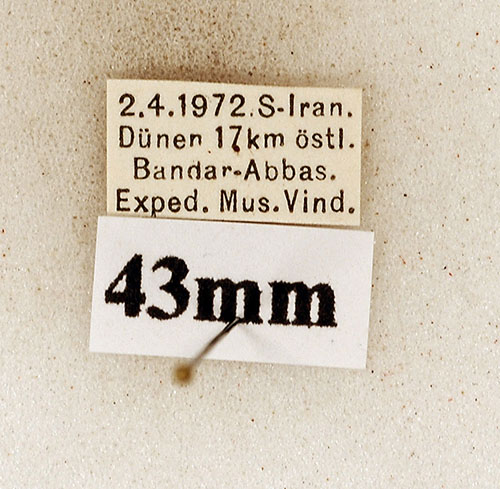 2.4.1972.S-Iran.
Dünen 17km östl.
Bandar-Abbas.
Exped. Mus.Vind.
43mm